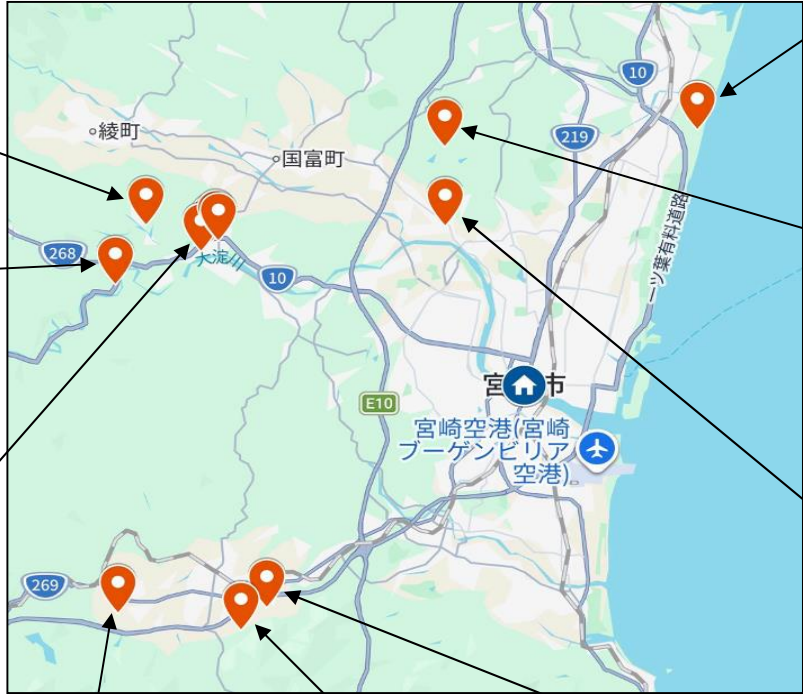 10
219
綾町
国富町
一ツ葉有料道路
268
大淀川
10
宮 市
E10
宮崎空港(宮崎
ブーゲンビリア
空港)
269